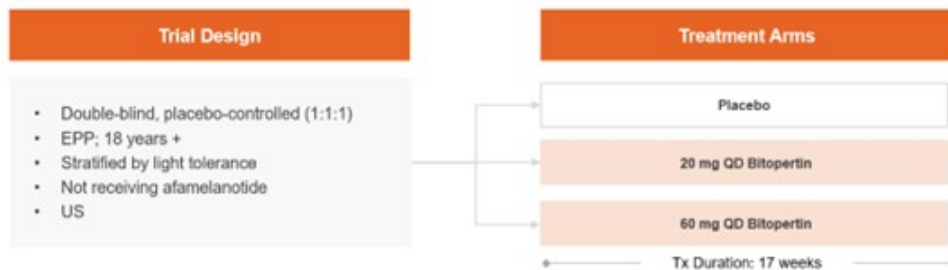 Trial Design
• Double-blind, placebo-controlled (1:1:1)
• EPP; 18 years +
• Stratified by light tolerance
• Not receiving afamelanotide
• US
Treatment Arms
Placebo
20 mg QD Bitopertin
60 mg QD Bitopertin
Tx Duration: 17 weeks